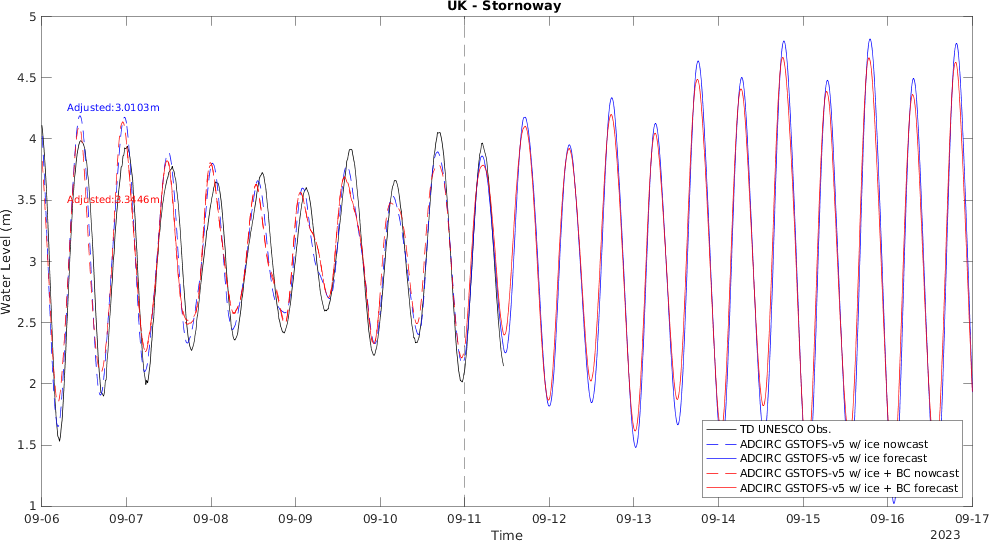 UK - Stornoway
5
4.5
4
3.5
3
2.5
2
1.5
1
Water Level (m)
Adjusted:3.0103m
Adjusted:3.3446m
TD UNESCO Obs.
ADCIRC GSTOFS-v5 w/ ice nowcast
ADCIRC GSTOFS-v5 w/ ice forecast
ADCIRC GSTOFS-v5 w/ ice + BC nowcast
ADCIRC GSTOFS-v5 w/ ice + BC forecast
09-06 09-07 09-08 09-09 09-10 09-11 09-12 09-13 09-14 09-15 09-16 09-17
Time
2023